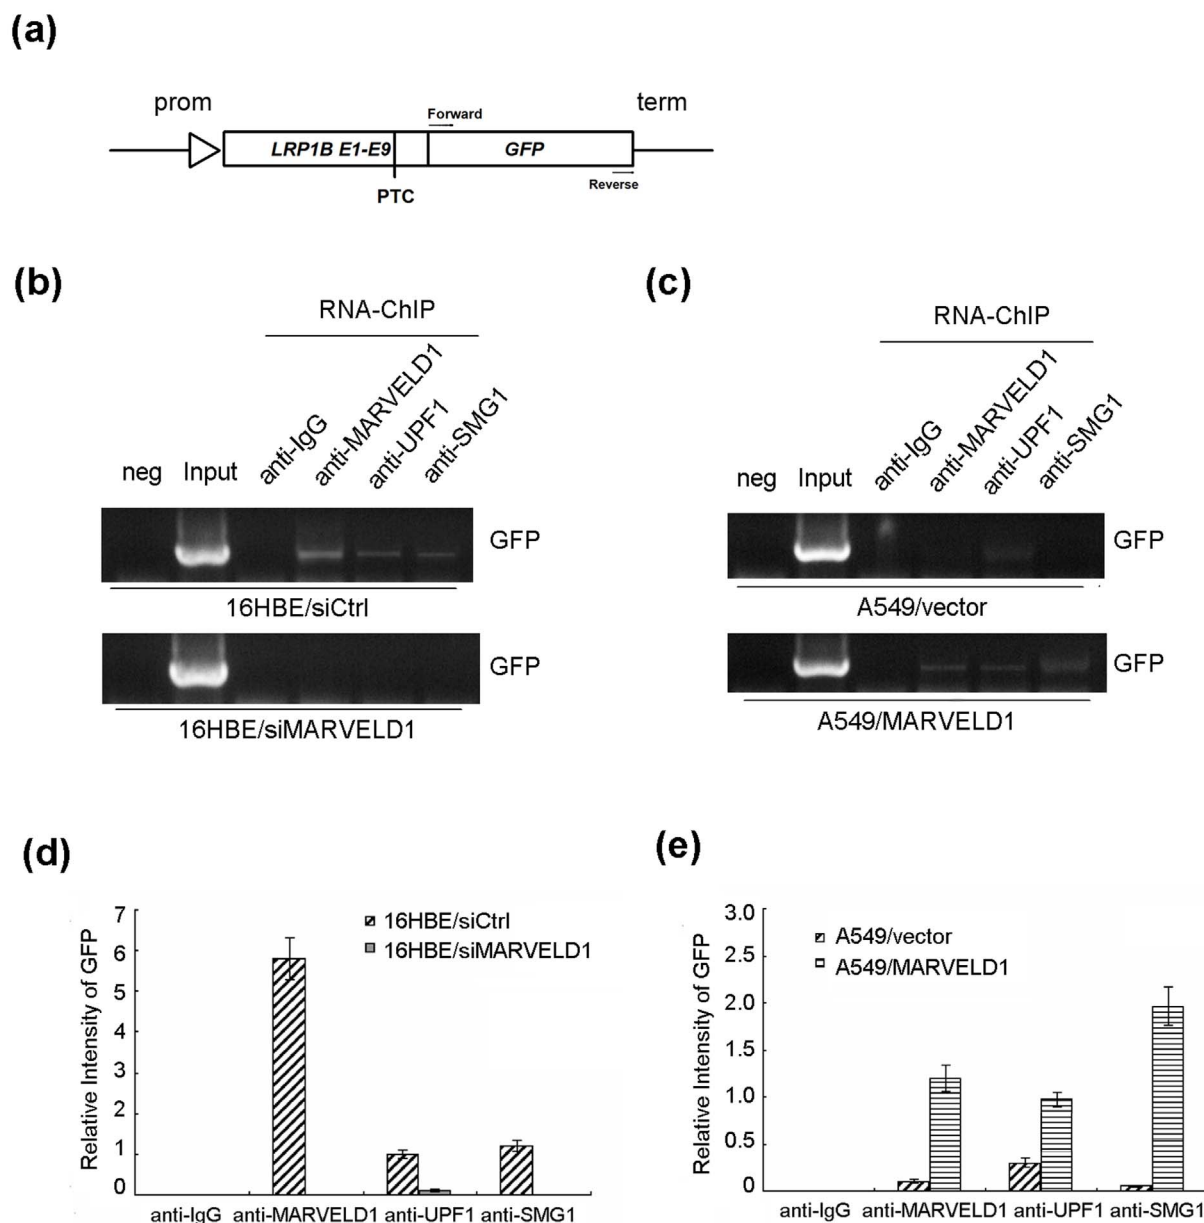 (a)
prom
term
Forward
LRP1B E1-E9
GFP
Reverse
PTC
(b)
RNA-ChIP
neg
Input
anti-IgG
anti-MARVELD1
anti-UPF1
anti-SMG1
GFP
16HBE/siCtrl
GFP
16HBE/siMARVELD1
(c)
RNA-ChIP
neg
Input
anti-IgG
anti-MARVELD1
anti-UPF1
anti-SMG1
GFP
A549/vector
GFP
A549/MARVELD1
(d)
Relative Intensity of GFP
7
6
5
4
3
2
1
0
16HBE/siCtrl
16HBE/siMARVELD1
anti-IgG anti-MARVELD1 anti-UPF1 anti-SMG1
(e)
Relative Intensity of GFP
3.0
2.5
2.0
1.5
1.0
0.5
0
A549/vector
A549/MARVELD1
anti-IgG anti-MARVELD1 anti-UPF1 anti-SMG1